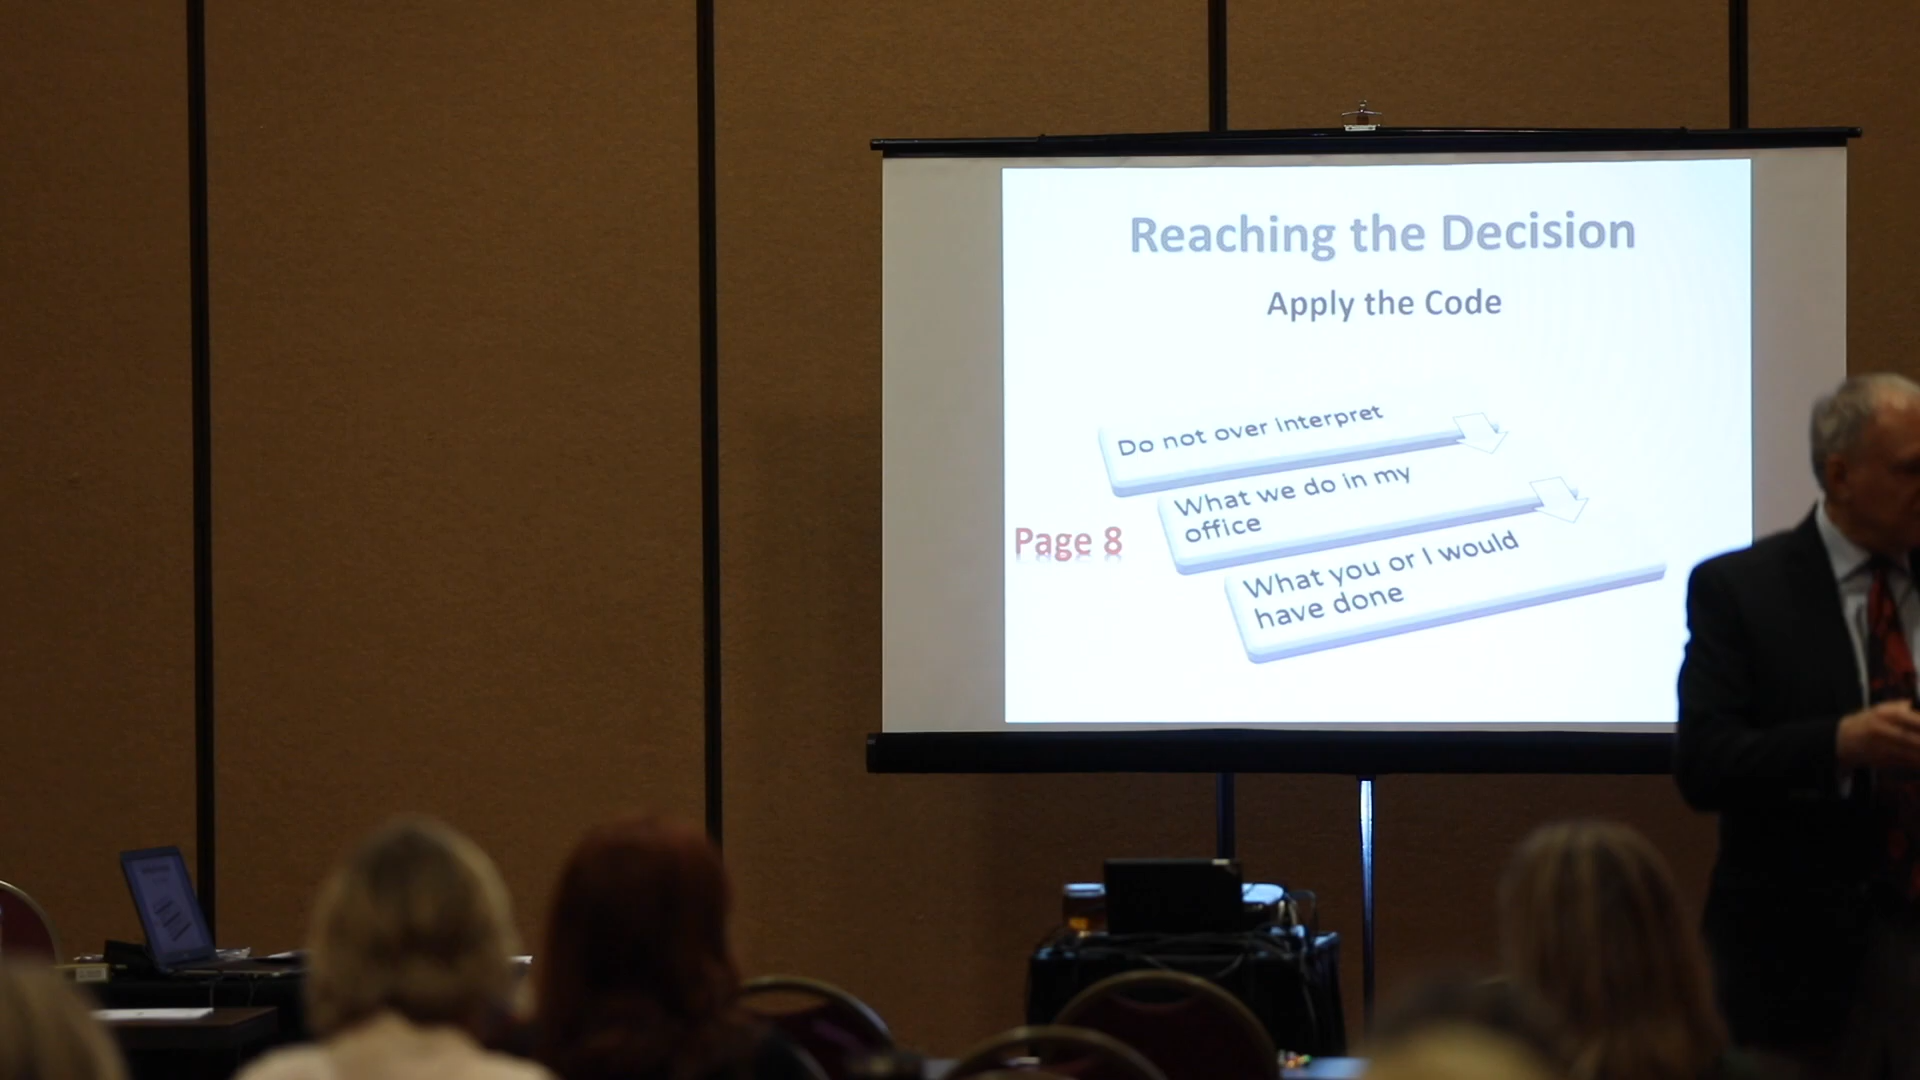 Reaching the Decision
Apply the Code
Do not over interpret
What we do in my
office
Page 8
What you or I would
have done